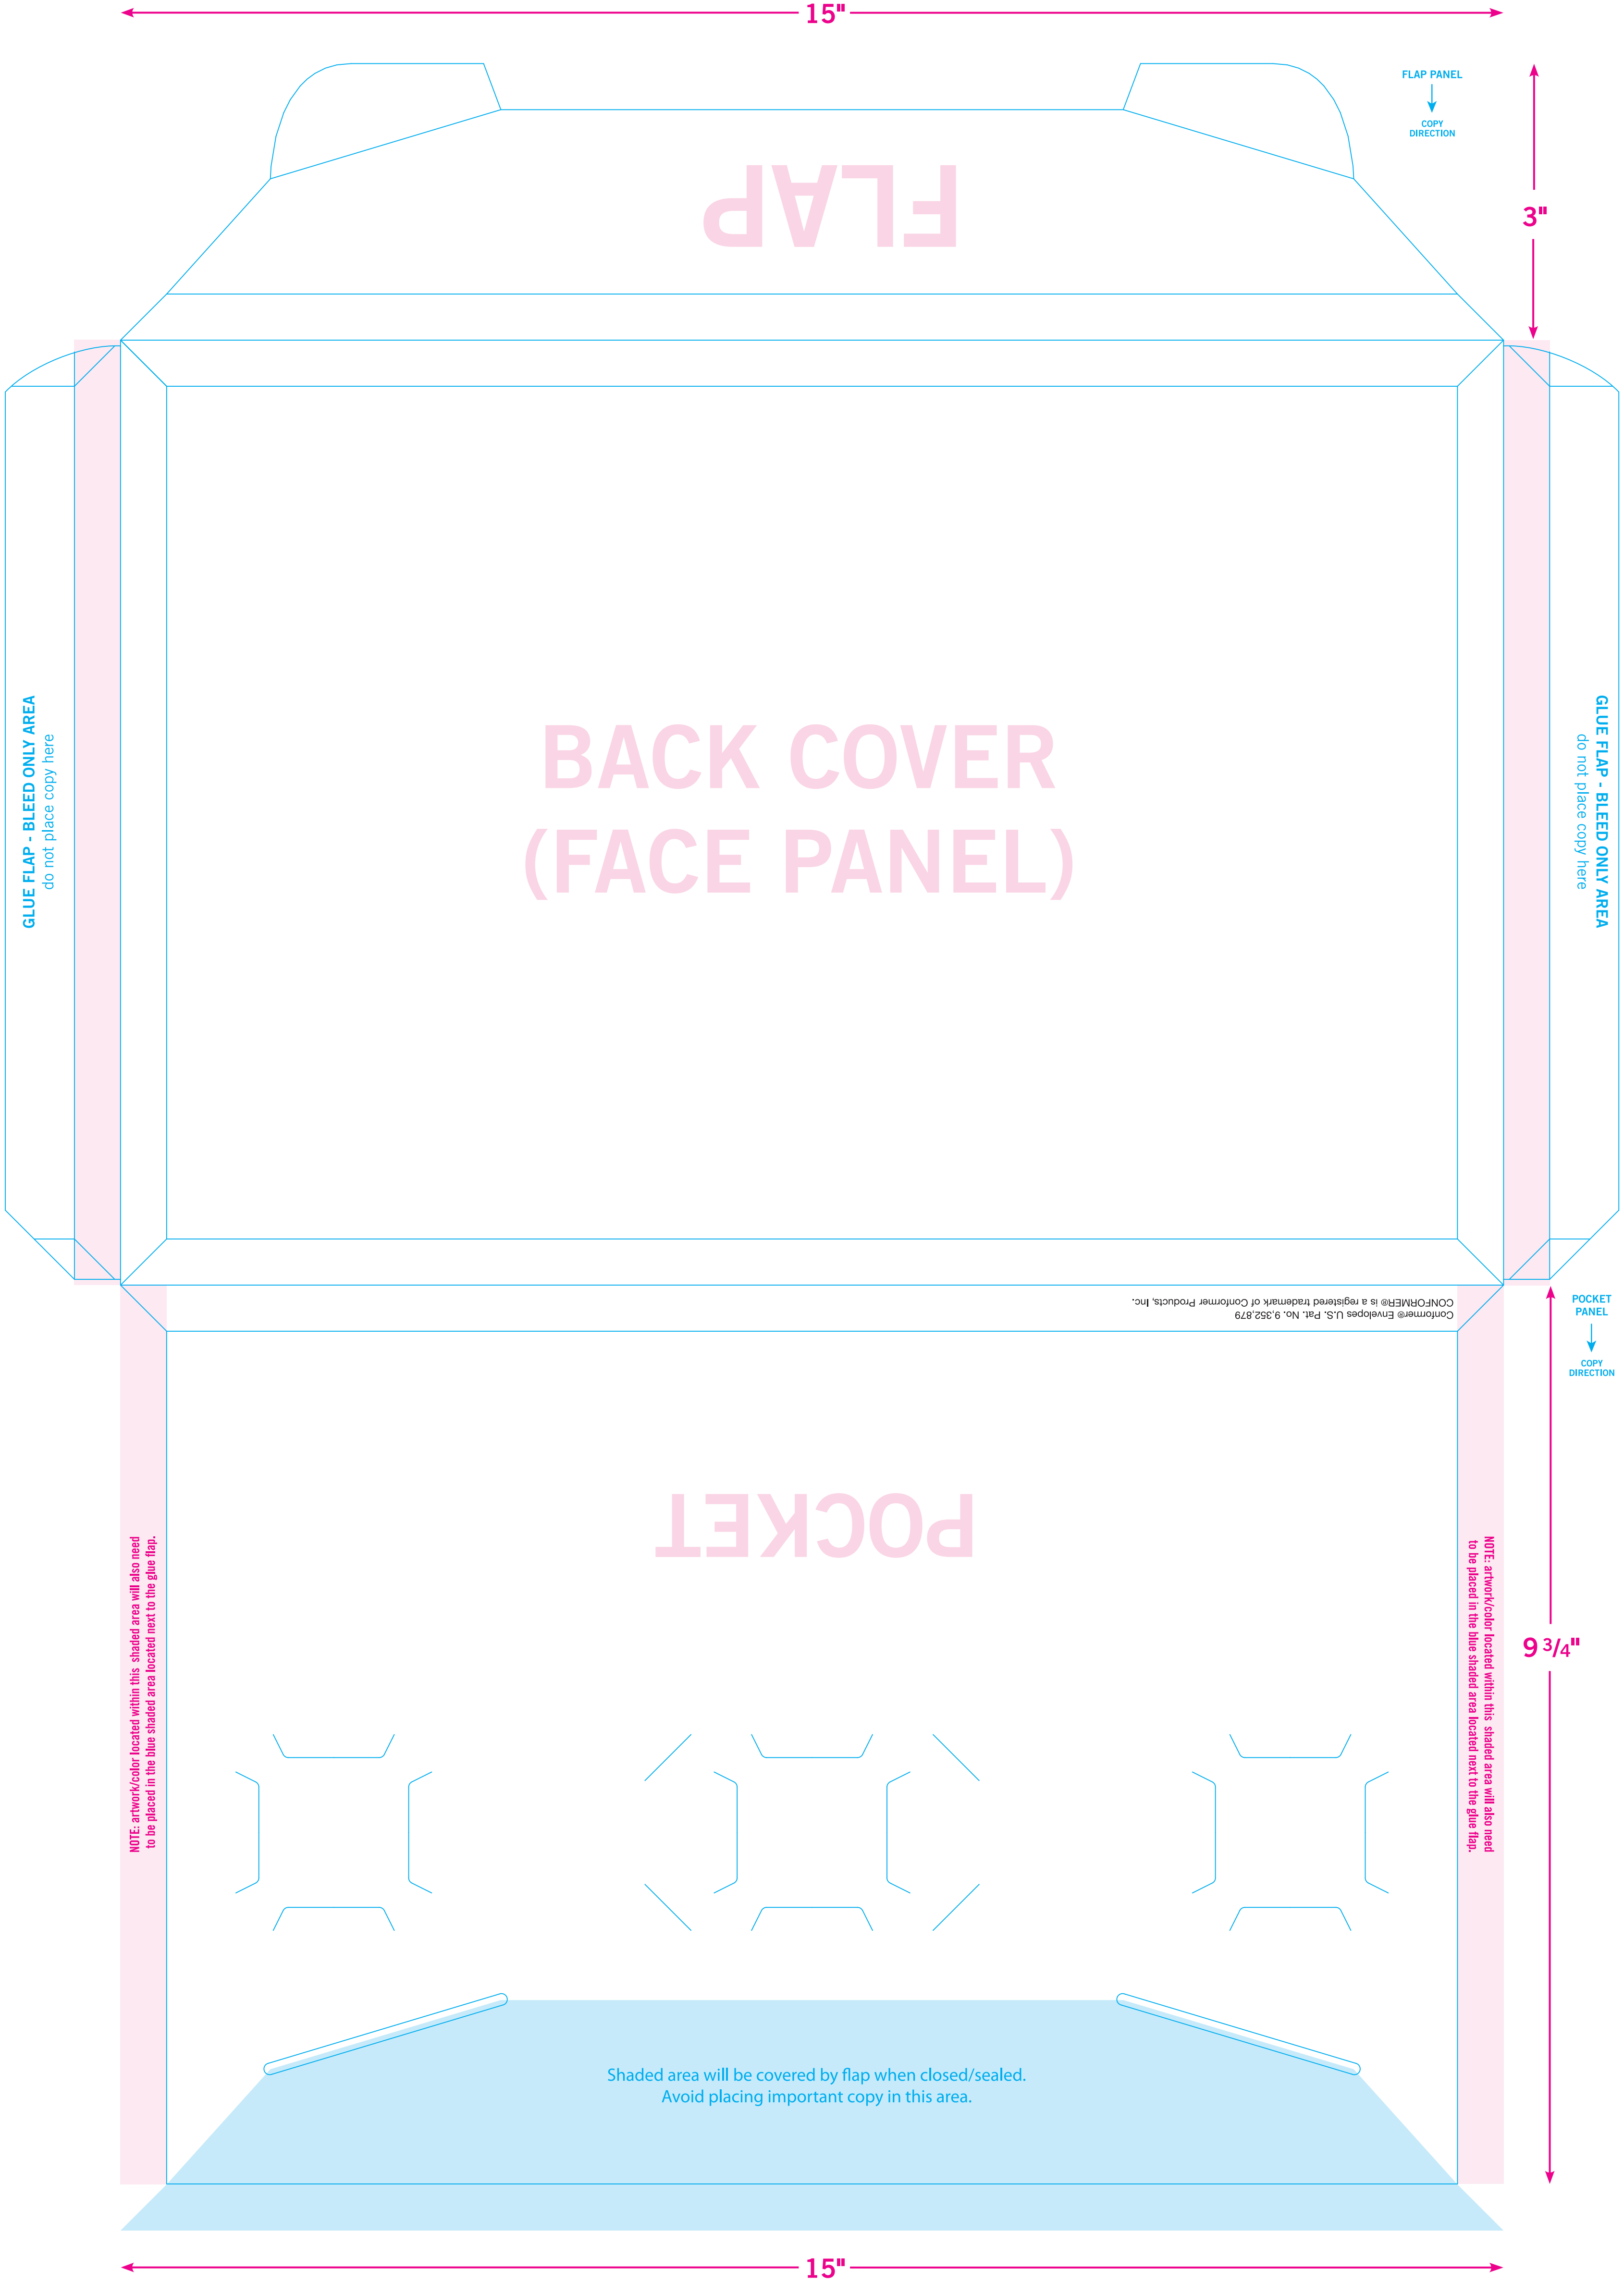 15"
FLAP PANEL
COPY
DIRECTION
3"
FLAP
GLUE FLAP - BLEED ONLY AREA
do not place copy here
BACK COVER
(FACE PANEL)
GLUE FLAP - BLEED ONLY AREA
do not place copy here
Conformer® Envelopes U.S. Pat. No. 9,352,879
CONFORMER® is a registered trademark of Conformer Products, Inc.
POCKET
PANEL
COPY
DIRECTION
POCKET
NOTE: artwork/color located within this shaded area will also need
to be placed in the blue shaded area located next to the glue flap.
NOTE: artwork/color located within this shaded area will also need
to be placed in the blue shaded area located next to the glue flap.
9 3/4"
Shaded area will be covered by flap when closed/sealed.
Avoid placing important copy in this area.
15"